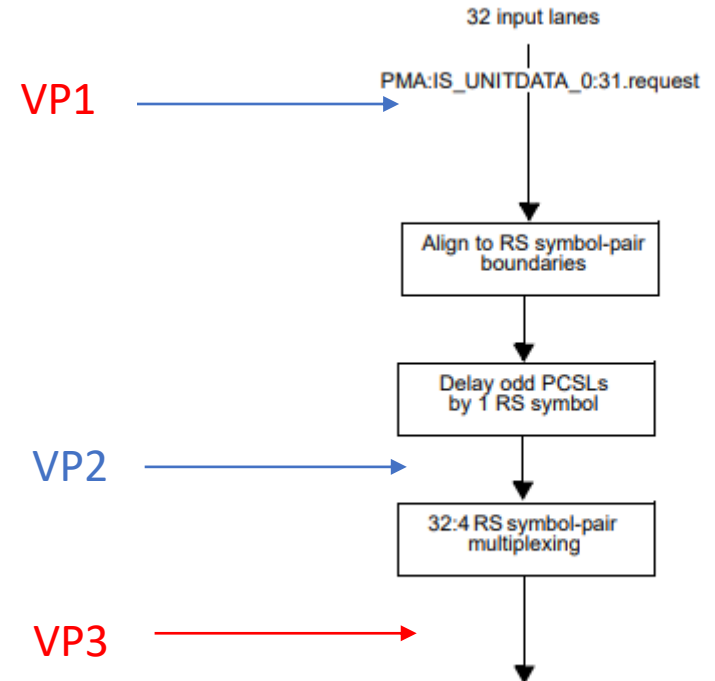 32 input lanes
PMA:IS_UNITDATA_0:31.request
VP1
Align to RS symbol-pair
boundaries
Delay odd PCSLs
by 1 RS symbol
VP2
32:4 RS symbol-pair
multiplexing
VP3